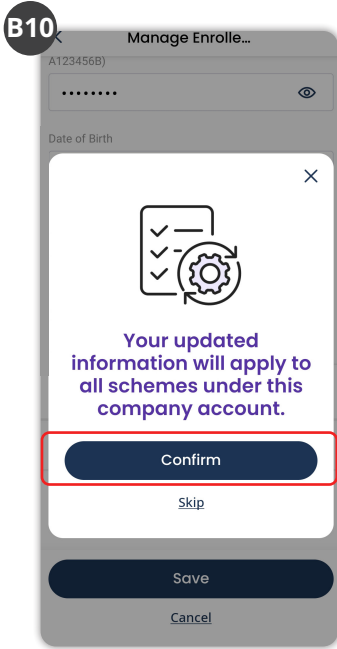 B10
Manage Enrolle...
A123456B)
••••••••
Date of Birth
Your updated
information will apply to
all schemes under this
company account.
Confirm
Skip
Save
Cancel